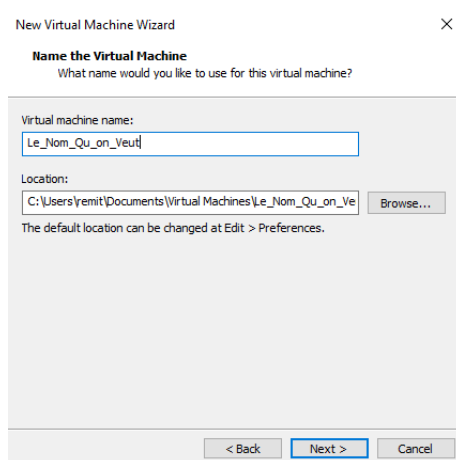 New Virtual Machine Wizard
Name the Virtual Machine
What name would you like to use for this virtual machine?
Virtual machine name:
Le_Nom_Qu_on_Veut
Location:
C:\Users\remit\Documents\Virtual Machines\Le_Nom_Qu_on_Ve
Browse...
The default location can be changed at Edit > Preferences.
< Back Next > Cancel